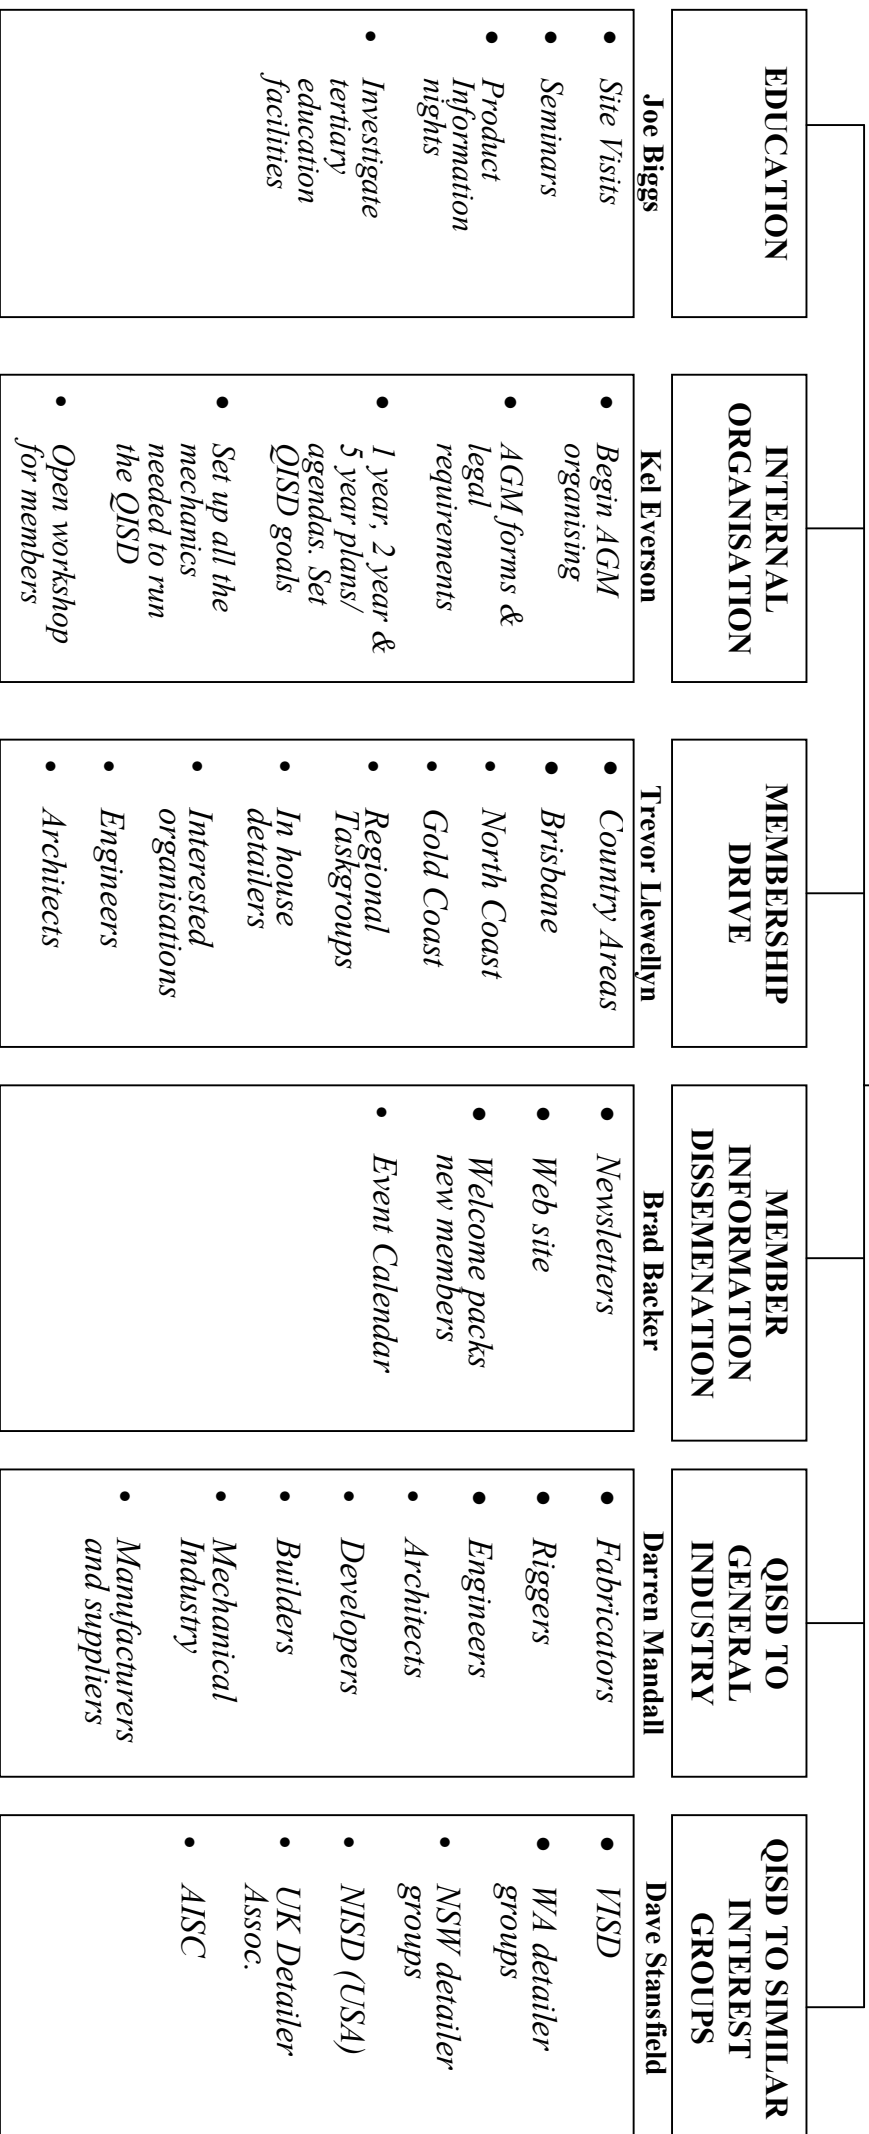 EDUCATION
Joe Biggs
• Site Visits
• Seminars
• Product
Information
nights
• Investigate
tertiary
education
facilities
INTERNAL
ORGANISATION
Kel Everson
• Begin AGM
organising
• AGM forms &
legal
requirements
• 1 year, 2 year &
5 year plans/
agendas. Set
QISD goals
• Set up all the
mechanics
needed to run
the QISD
• Open workshop
for members
MEMBERSHIP
DRIVE
Trevor Llewellyn
• Country Areas
• Brisbane
• North Coast
• Gold Coast
• Regional
Taskgroups
• In house
detailers
• Interested
organisations
• Engineers
• Architects
MEMBER
INFORMATION
DISSEMENATION
Brad Backer
• Newsletters
• Web site
• Welcome packs
new members
• Event Calendar
QISD TO
GENERAL
INDUSTRY
Darren Mandall
• Fabricators
• Riggers
• Engineers
• Architects
• Developers
• Builders
• Mechanical
Industry
• Manufacturers
and suppliers
QISD TO SIMILAR
INTEREST
GROUPS
Dave Stansfield
• VISD
• WA detailer
groups
• NSW detailer
groups
• NISD (USA)
• UK Detailer
Assoc.
• AISC